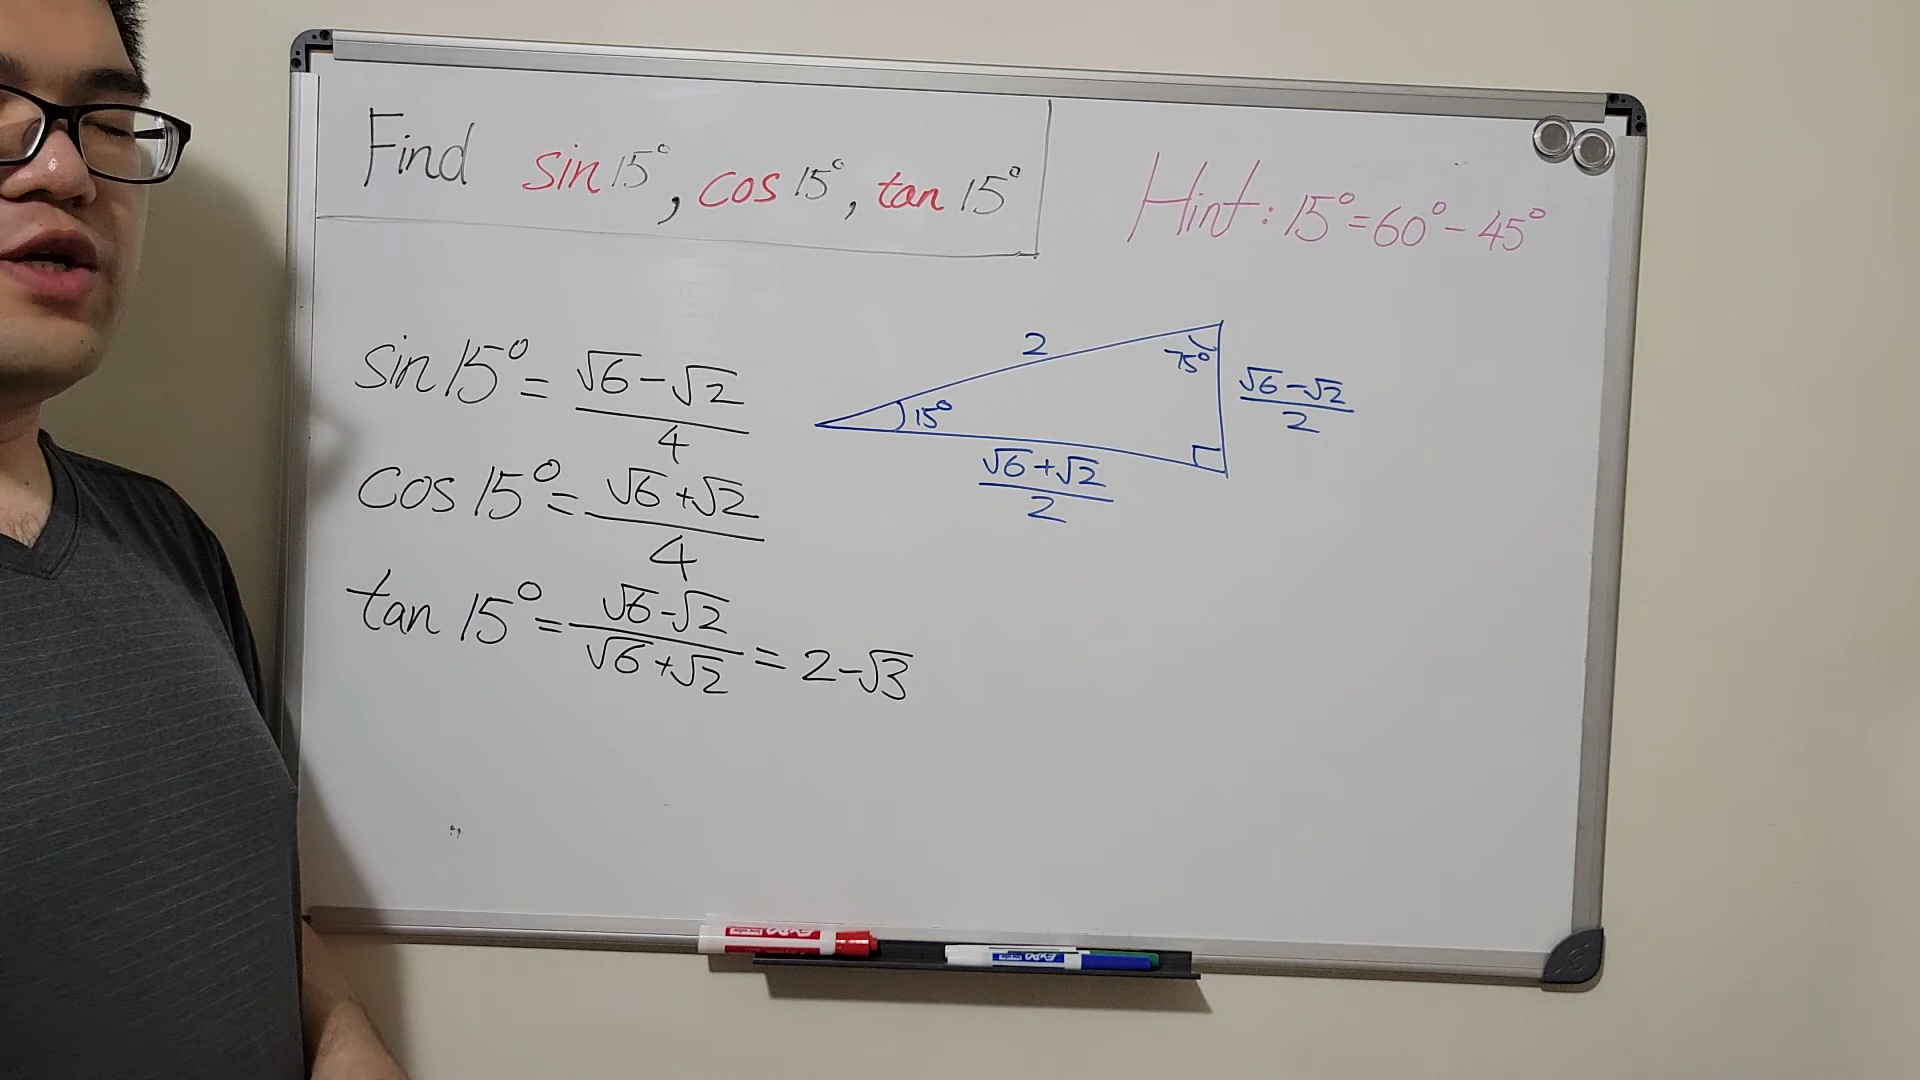 Find sin 15°, cos 15°, tan 15°
Hint: 15° = 60° - 45°
sin 15° = (√6 - √2)/4
cos 15° = (√6 + √2)/4
tan 15° = (√6 - √2)/(√6 + √2) = 2 - √3
2
75°
15°
(√6 - √2)/2
(√6 + √2)/2
EXPO
EXPO